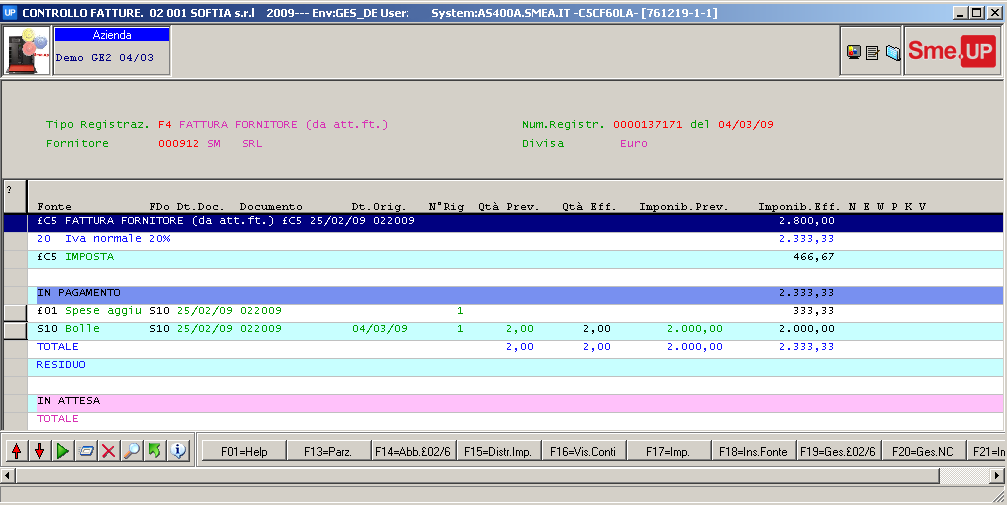 UP CONTROLLO FATTURE. 02 001 SOFTIA s.r.l 2009--- Env:GES_DE User: System:AS400A.SMEA.IT -C5CF60LA- [761219-1-1]
Azienda
Demo GE2 04/03
Sme.UP
Tipo Registraz. F4 FATTURA FORNITORE (da att.ft.) Num.Registr. 0000137171 del 04/03/09
Fornitore 000912 SM SRL Divisa Euro
?
Fonte FDo Dt.Doc. Documento Dt.Orig. N°Rig Qtà Prev. Qtà Eff. Imponib.Prev. Imponib.Eff. N E W P K V
£C5 FATTURA FORNITORE (da att.ft.) £C5 25/02/09 022009 2.800,00
20 Iva normale 20% 2.333,33
£C5 IMPOSTA 466,67
IN PAGAMENTO 2.333,33
£01 Spese aggiu S10 25/02/09 022009 1 333,33
S10 Bolle S10 25/02/09 022009 04/03/09 1 2,00 2,00 2.000,00 2.000,00
TOTALE 2,00 2,00 2.000,00 2.333,33
RESIDUO
IN ATTESA
TOTALE
F01=Help F13=Parz. F14=Abb.£02/6 F15=Distr.Imp. F16=Vis.Conti F17=Imp. F18=Ins.Fonte F19=Ges.£02/6 F20=Ges.NC F21=In